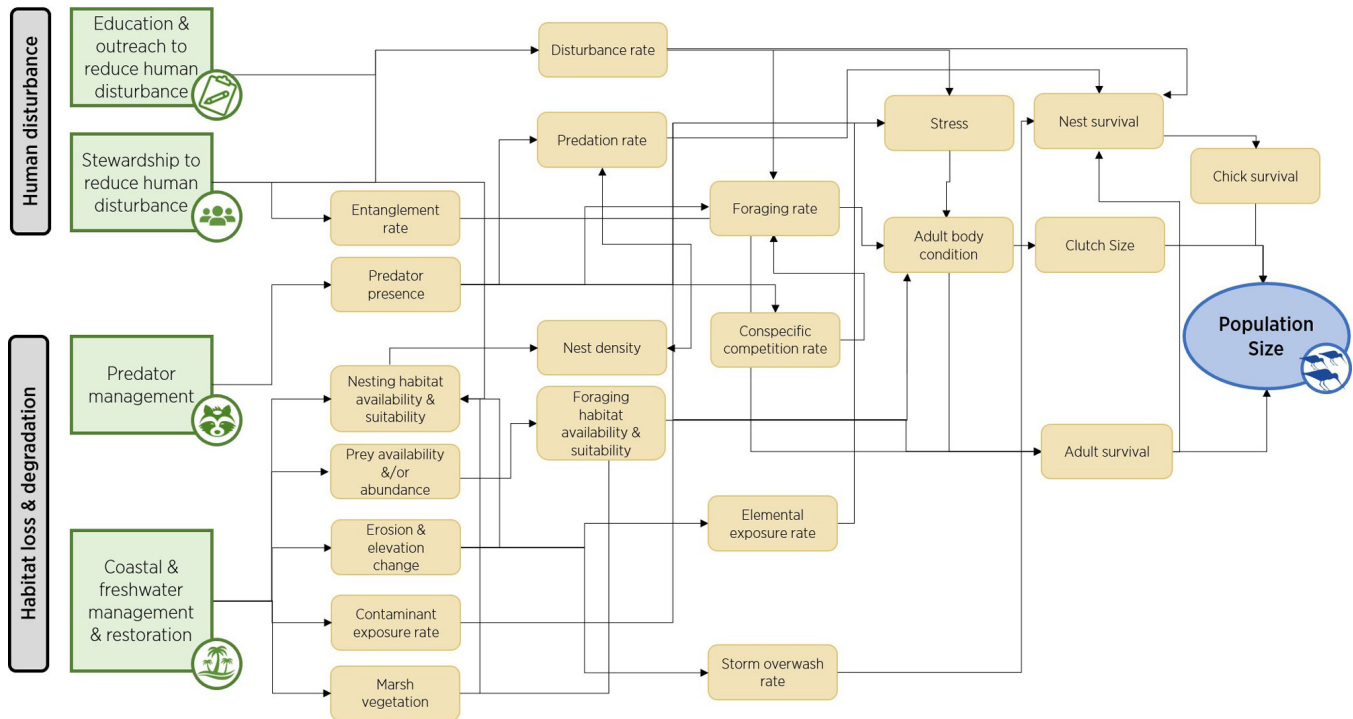 Human disturbance
Education &
outreach to
reduce human
disturbance
Stewardship to
reduce human
disturbance
Habitat loss & degradation
Predator
management
Coastal &
freshwater
management
& restoration
Entanglement
rate
Predator
presence
Nesting habitat
availability &
suitability
Prey availability
&/or
abundance
Erosion &
elevation
change
Contaminant
exposure rate
Marsh
vegetation
Disturbance rate
Predation rate
Nest density
Foraging
habitat
availability &
suitability
Foraging rate
Conspecific
competition rate
Elemental
exposure rate
Storm overwash
rate
Stress
Adult body
condition
Nest survival
Clutch Size
Adult survival
Chick survival
Population
Size